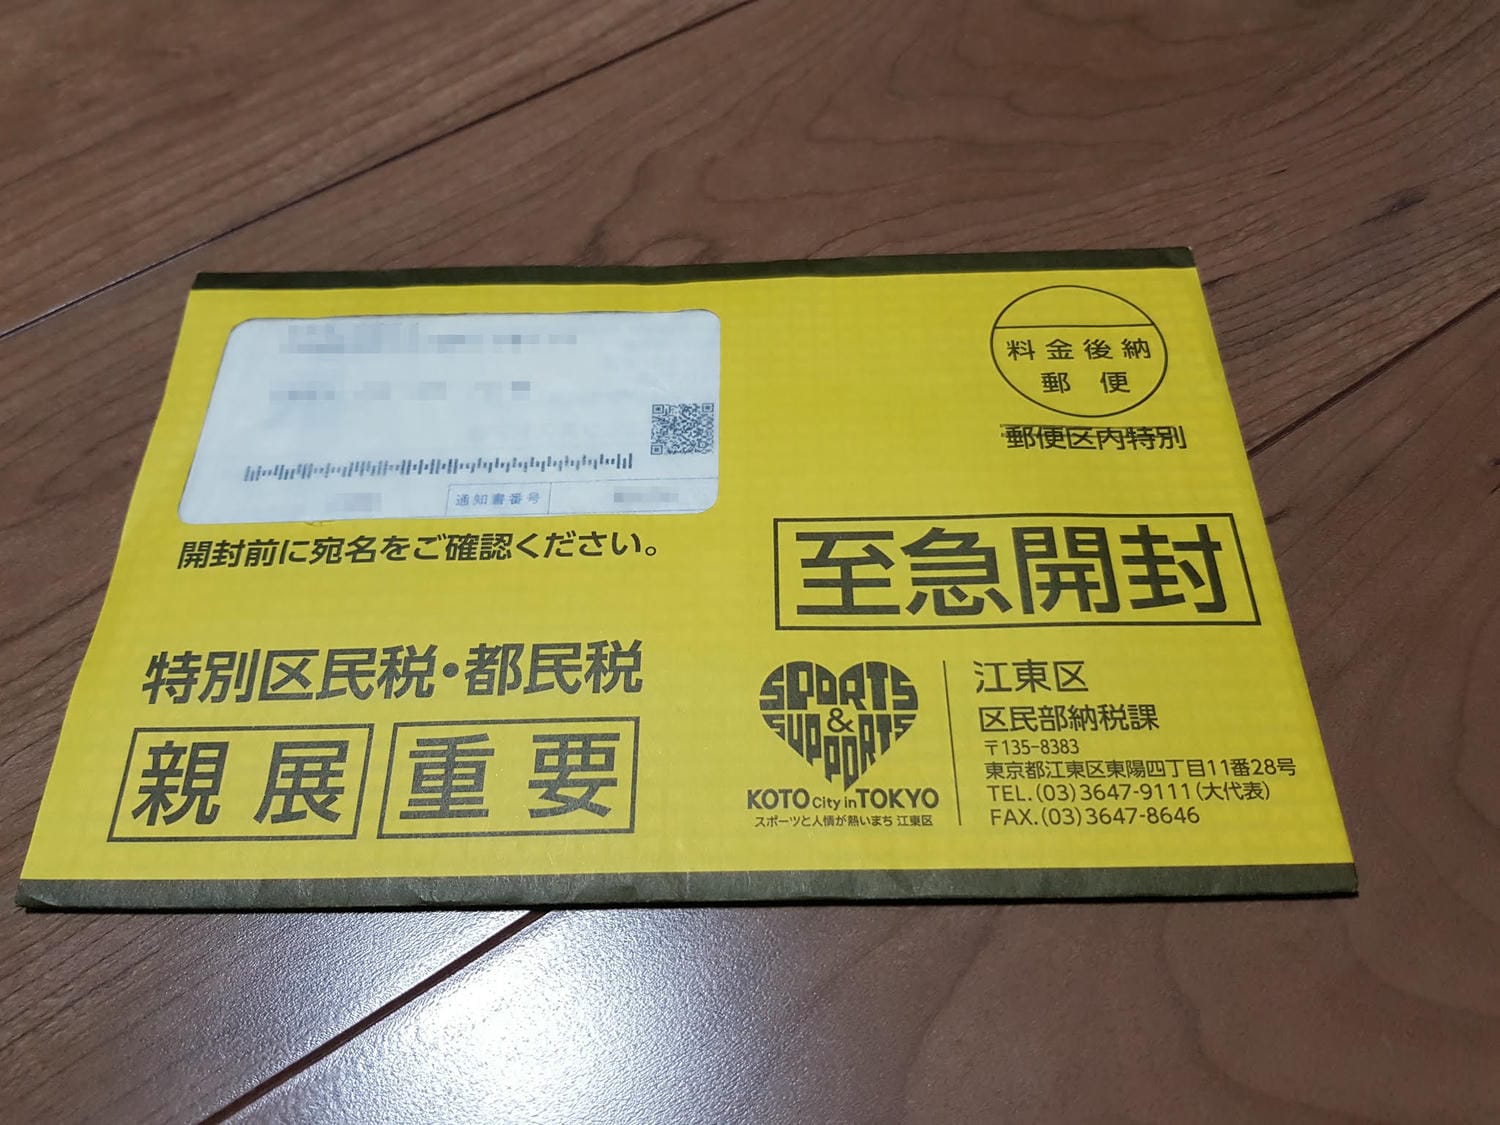 料金後納
郵便
郵便区内特別
通知書番号
開封前に宛名をご確認ください。
至急開封
特別区民税・都民税
親展
重要
SPORTS
&
SUPPORTS
KOTO City in TOKYO
スポーツと人情が熱いまち 江東区
江東区
区民部納税課
〒135-8383
東京都江東区東陽四丁目11番28号
TEL.(03)3647-9111(大代表)
FAX.(03)3647-8646